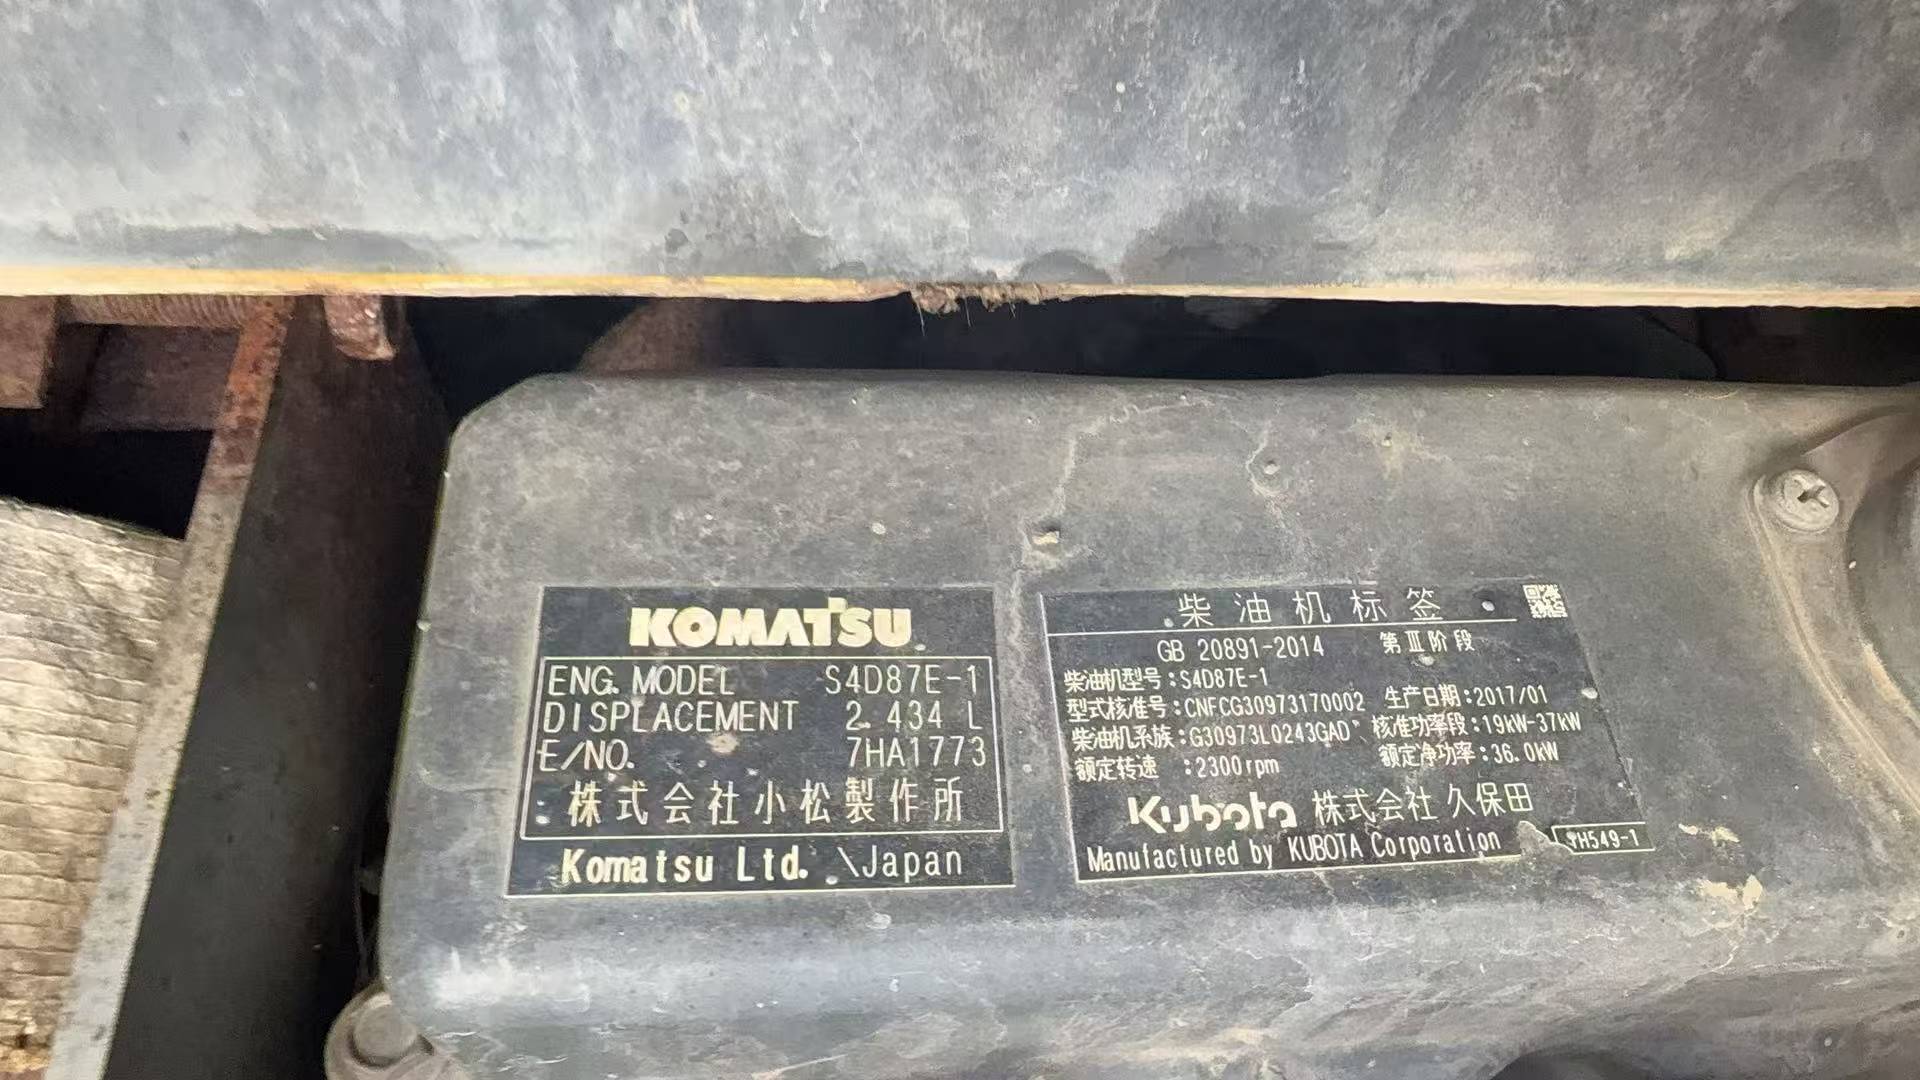 KOMATSU
ENG. MODEL S4D87E-1
DISPLACEMENT 2.434 L
E/NO. 7HA1773
株式会社小松製作所
Komatsu Ltd. \Japan
柴油机标签
GB 20891-2014 第Ⅲ阶段
柴油机型号:S4D87E-1
型式核准号:CNFCG30973170002 生产日期:2017/01
柴油机系族:G30973L0243GAD 核准功率段:19kW-37kW
额定转速 :2300rpm 额定净功率:36.0kW
Kubota 株式会社 久保田
Manufactured by KUBOTA Corporation
YH549-1